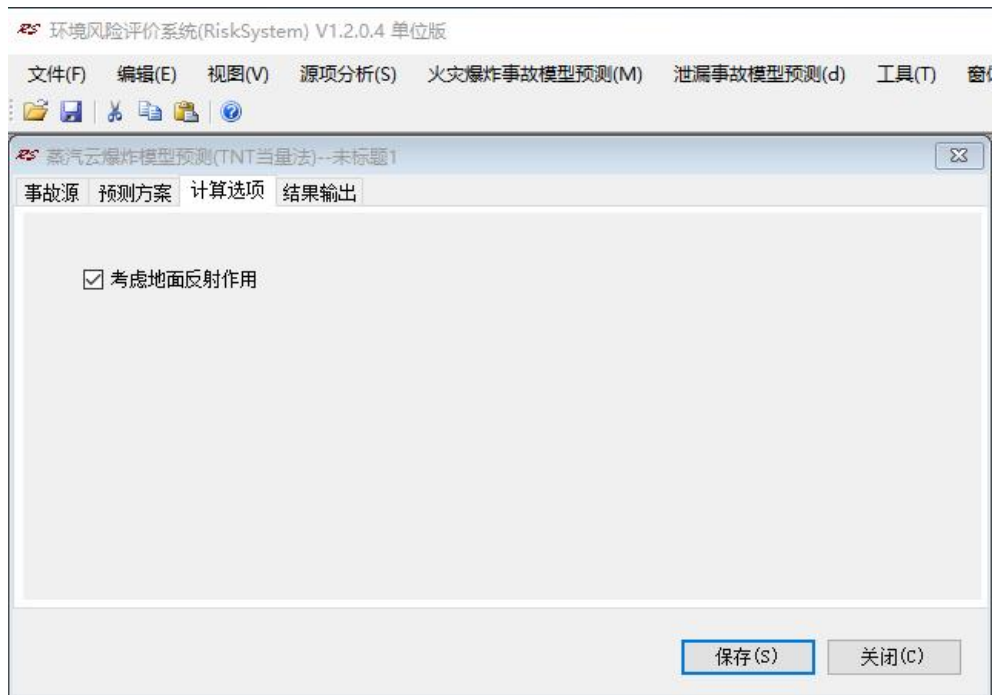 RS 环境风险评价系统(RiskSystem) V1.2.0.4 单位版
文件(F) 编辑(E) 视图(V) 源项分析(S) 火灾爆炸事故模型预测(M) 泄漏事故模型预测(d) 工具(T)
RS 蒸汽云爆炸模型预测(TNT当量法)--未标题1
事故源 预测方案 计算选项 结果输出
考虑地面反射作用
保存(S) 关闭(C)